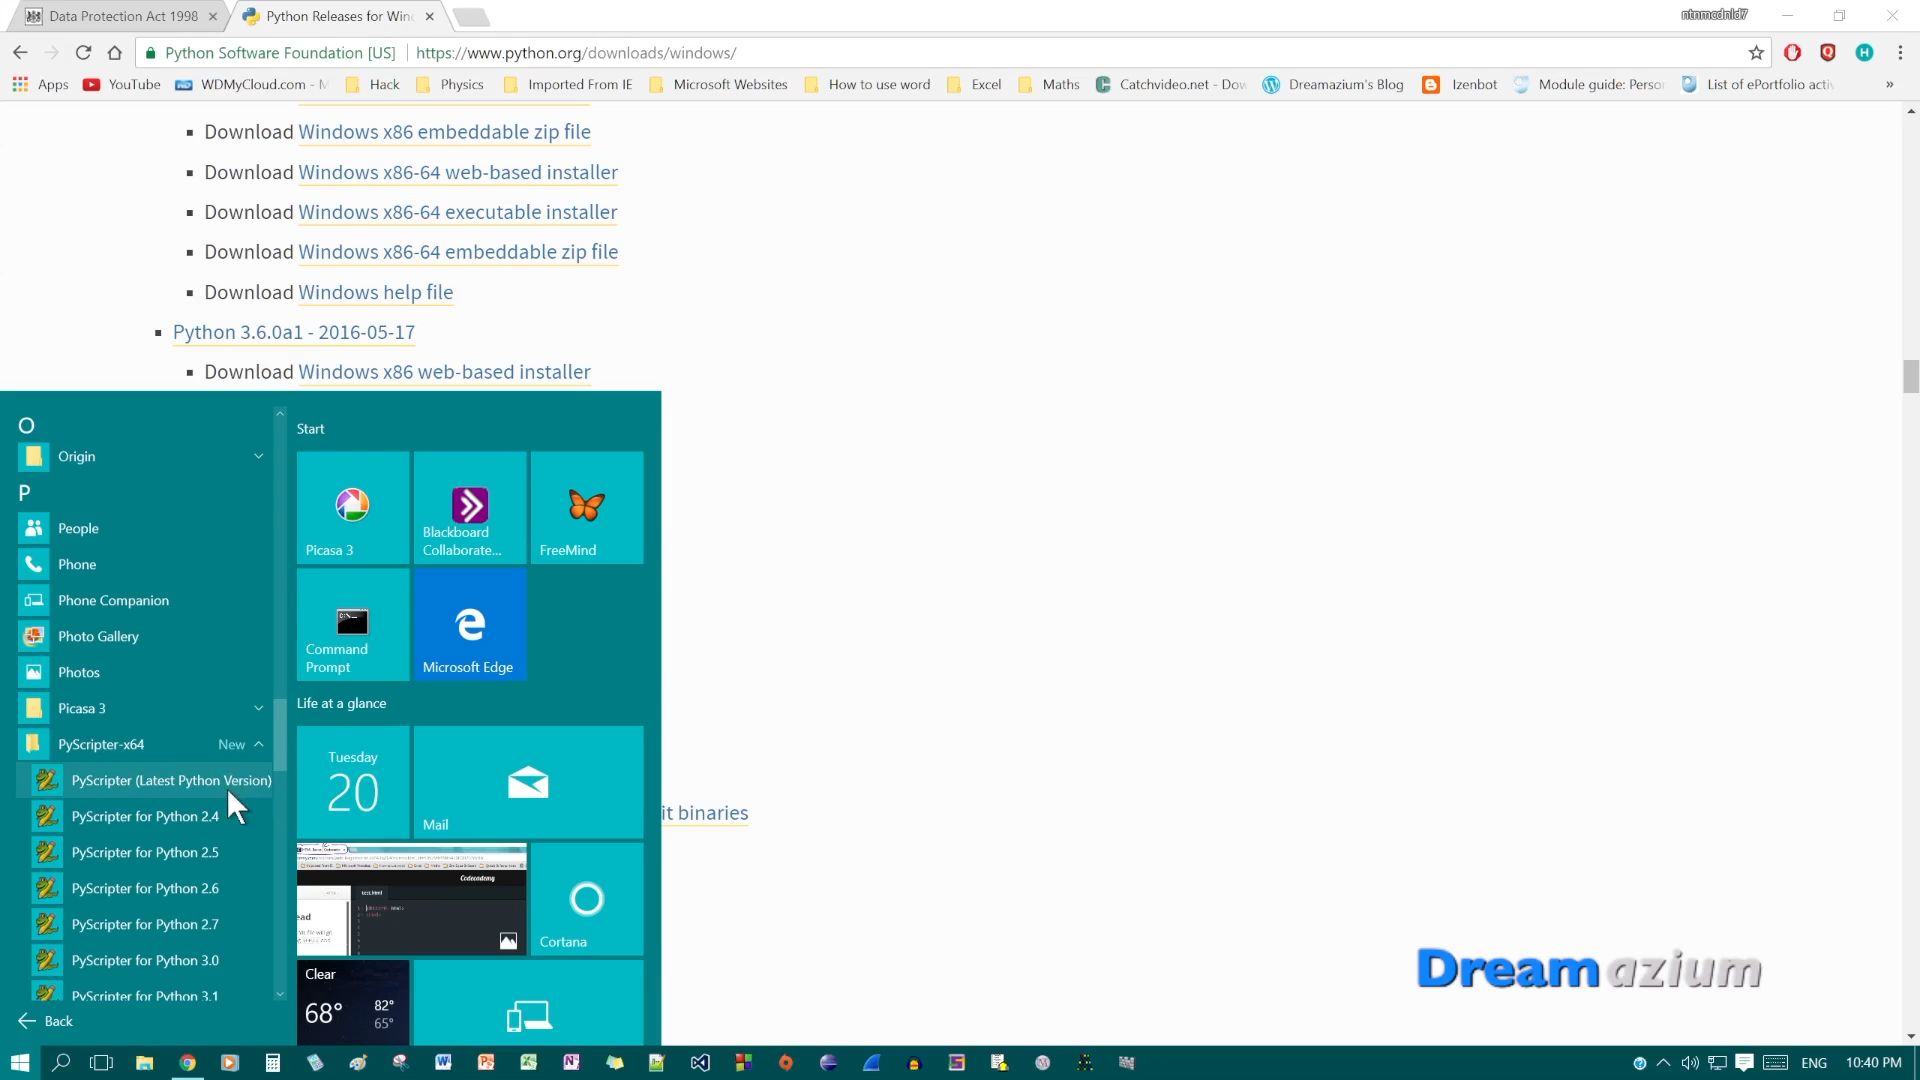 Data Protection Act 1998
Python Releases for Winc
ntnmcdnld7
Python Software Foundation [US]
https://www.python.org/downloads/windows/
Apps
YouTube
WDMyCloud.com - M
Hack
Physics
Imported From IE
Microsoft Websites
How to use word
Excel
Maths
Catchvideo.net - Dow
Dreamazium's Blog
Izenbot
Module guide: Person
List of ePortfolio activ
»
Download Windows x86 embeddable zip file
Download Windows x86-64 web-based installer
Download Windows x86-64 executable installer
Download Windows x86-64 embeddable zip file
Download Windows help file
Python 3.6.0a1 - 2016-05-17
Download Windows x86 web-based installer
it binaries
O
Origin
P
People
Phone
Phone Companion
Photo Gallery
Photos
Picasa 3
PyScripter-x64 New
PyScripter (Latest Python Version)
PyScripter for Python 2.4
PyScripter for Python 2.5
PyScripter for Python 2.6
PyScripter for Python 2.7
PyScripter for Python 3.0
PyScripter for Python 3.1
Back
Start
Picasa 3
Blackboard
Collaborate...
FreeMind
Command
Prompt
Microsoft Edge
Life at a glance
Tuesday
20
Mail
Codecademy
Cortana
Clear
68° 82°
65°
Dreamazium
ENG
10:40 PM